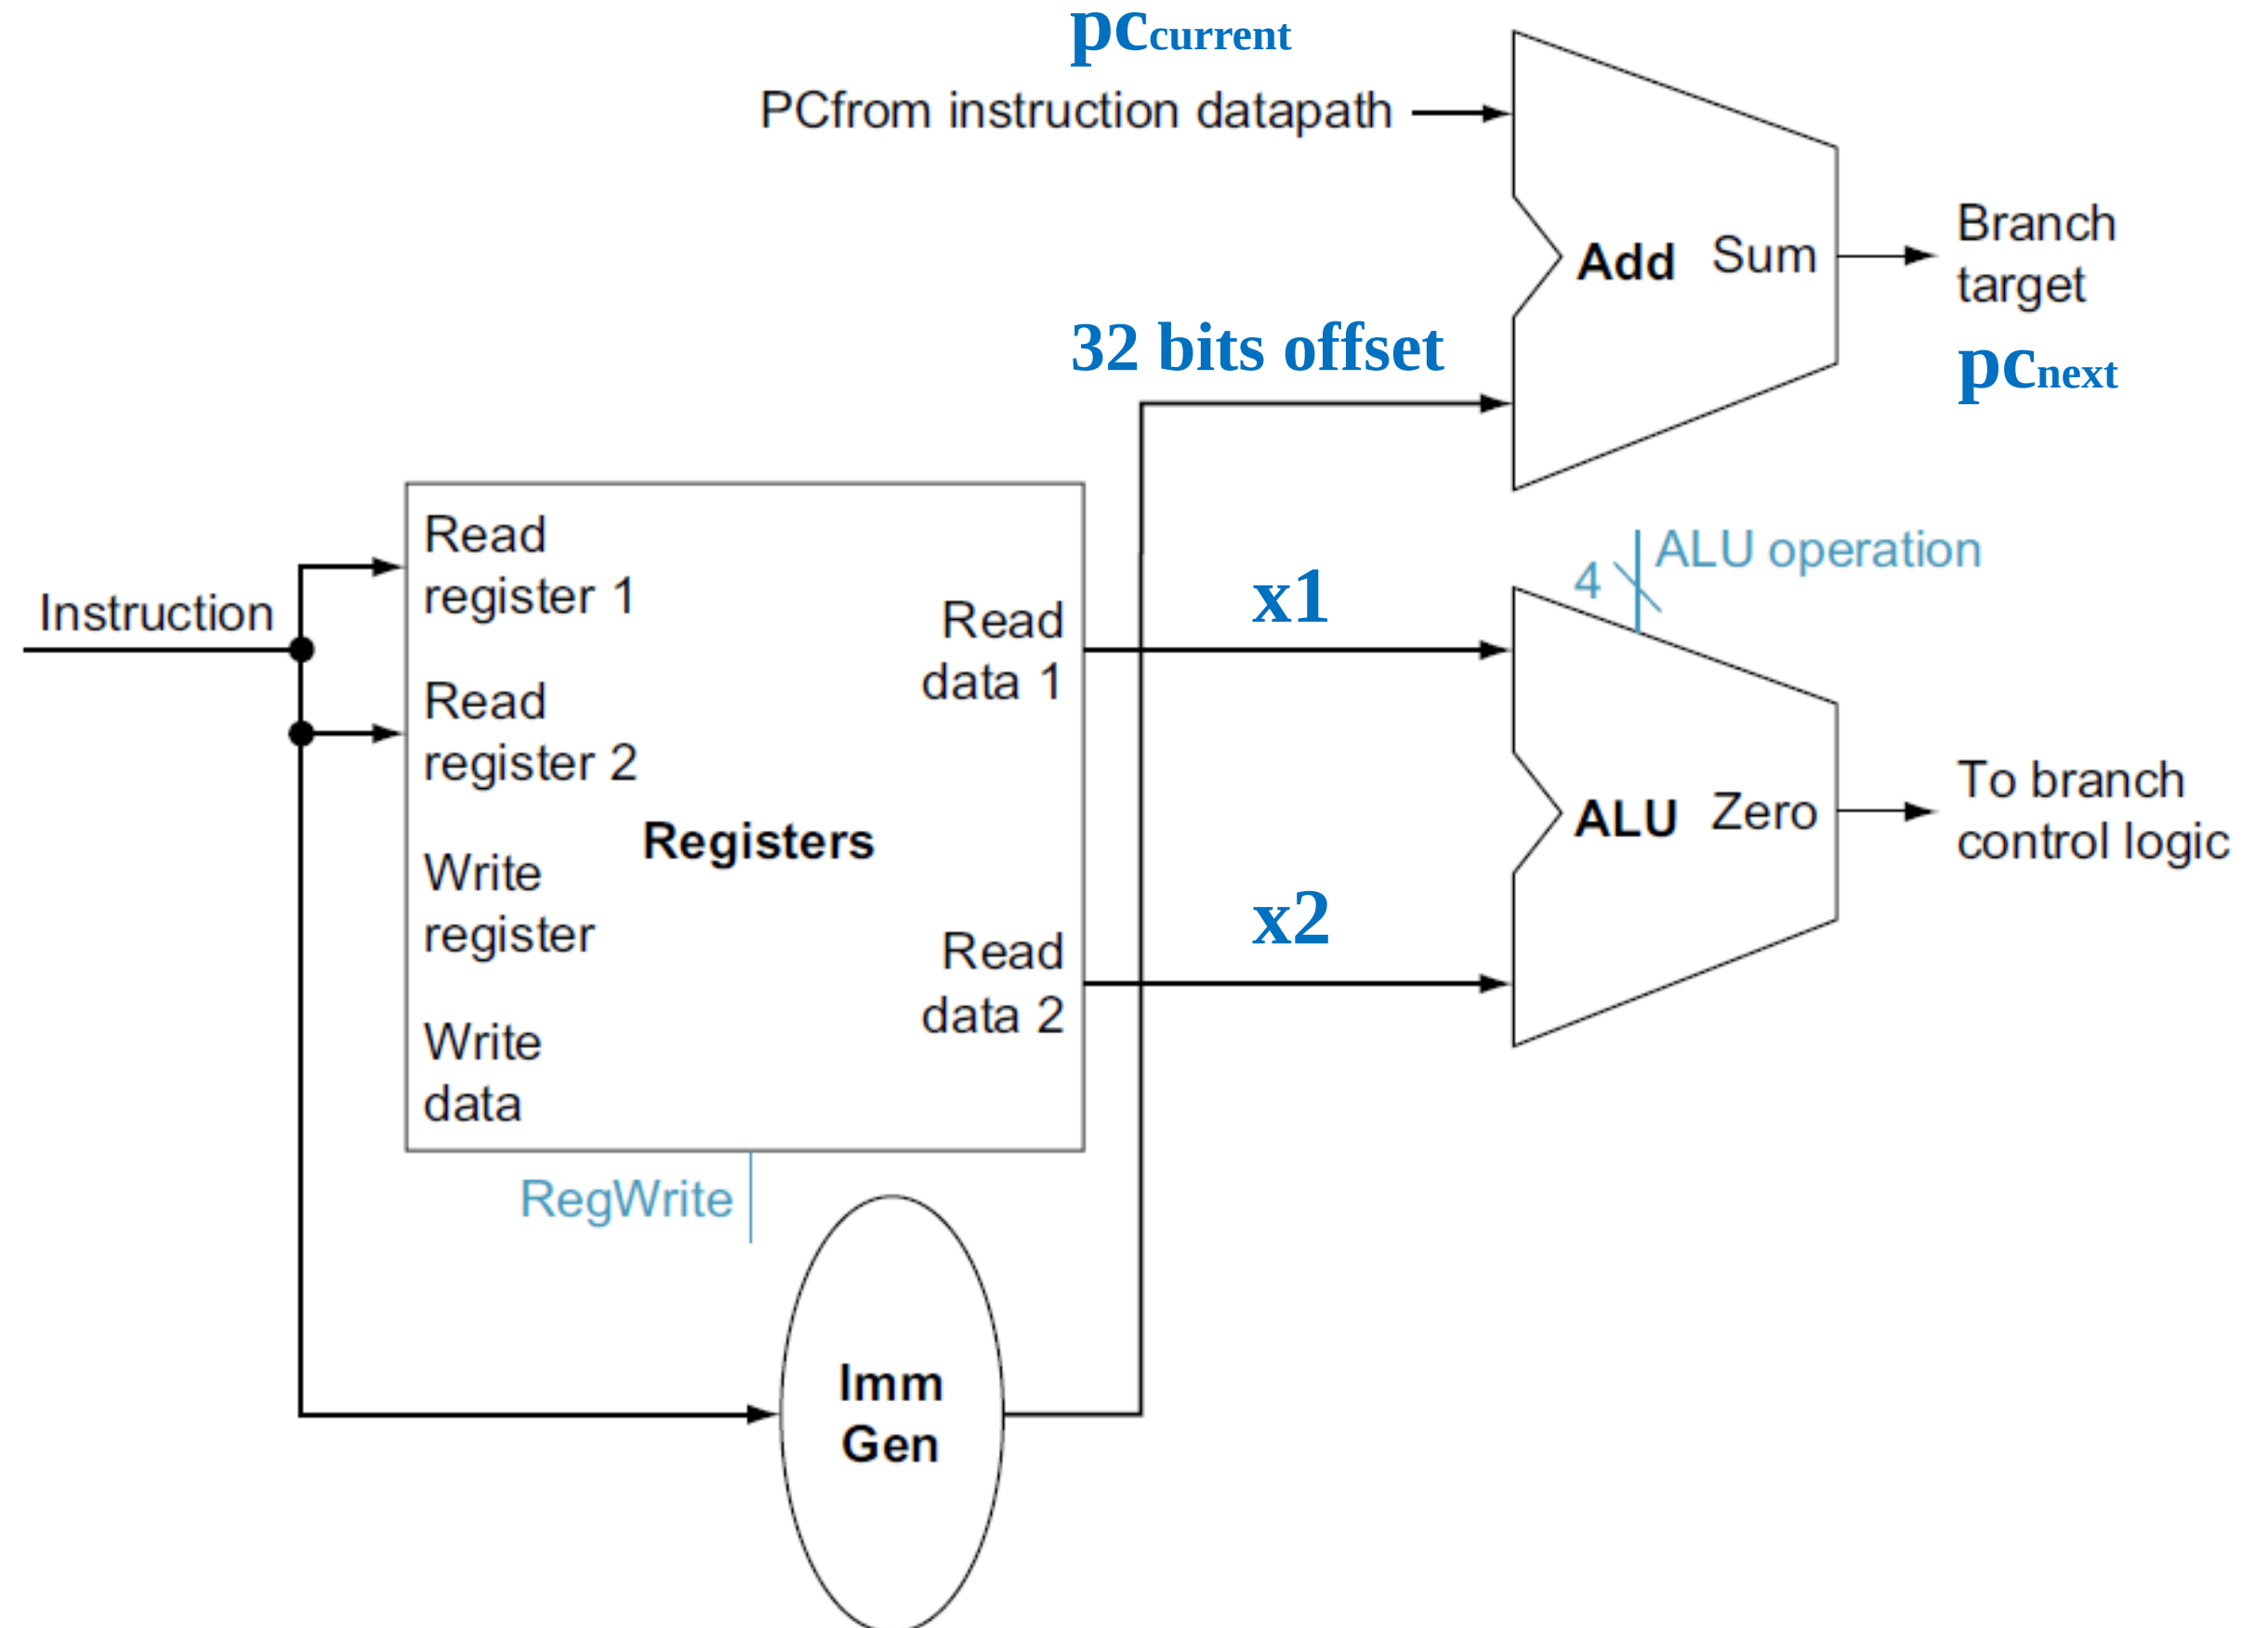 pccurrent
PCfrom instruction datapath
Add Sum
Branch
target
32 bits offset
pcnext
Instruction
Read
register 1
Read
register 2
Write
register
Write
data
Registers
Read
data 1
Read
data 2
RegWrite
x1
x2
4
ALU operation
ALU Zero
To branch
control logic
Imm
Gen